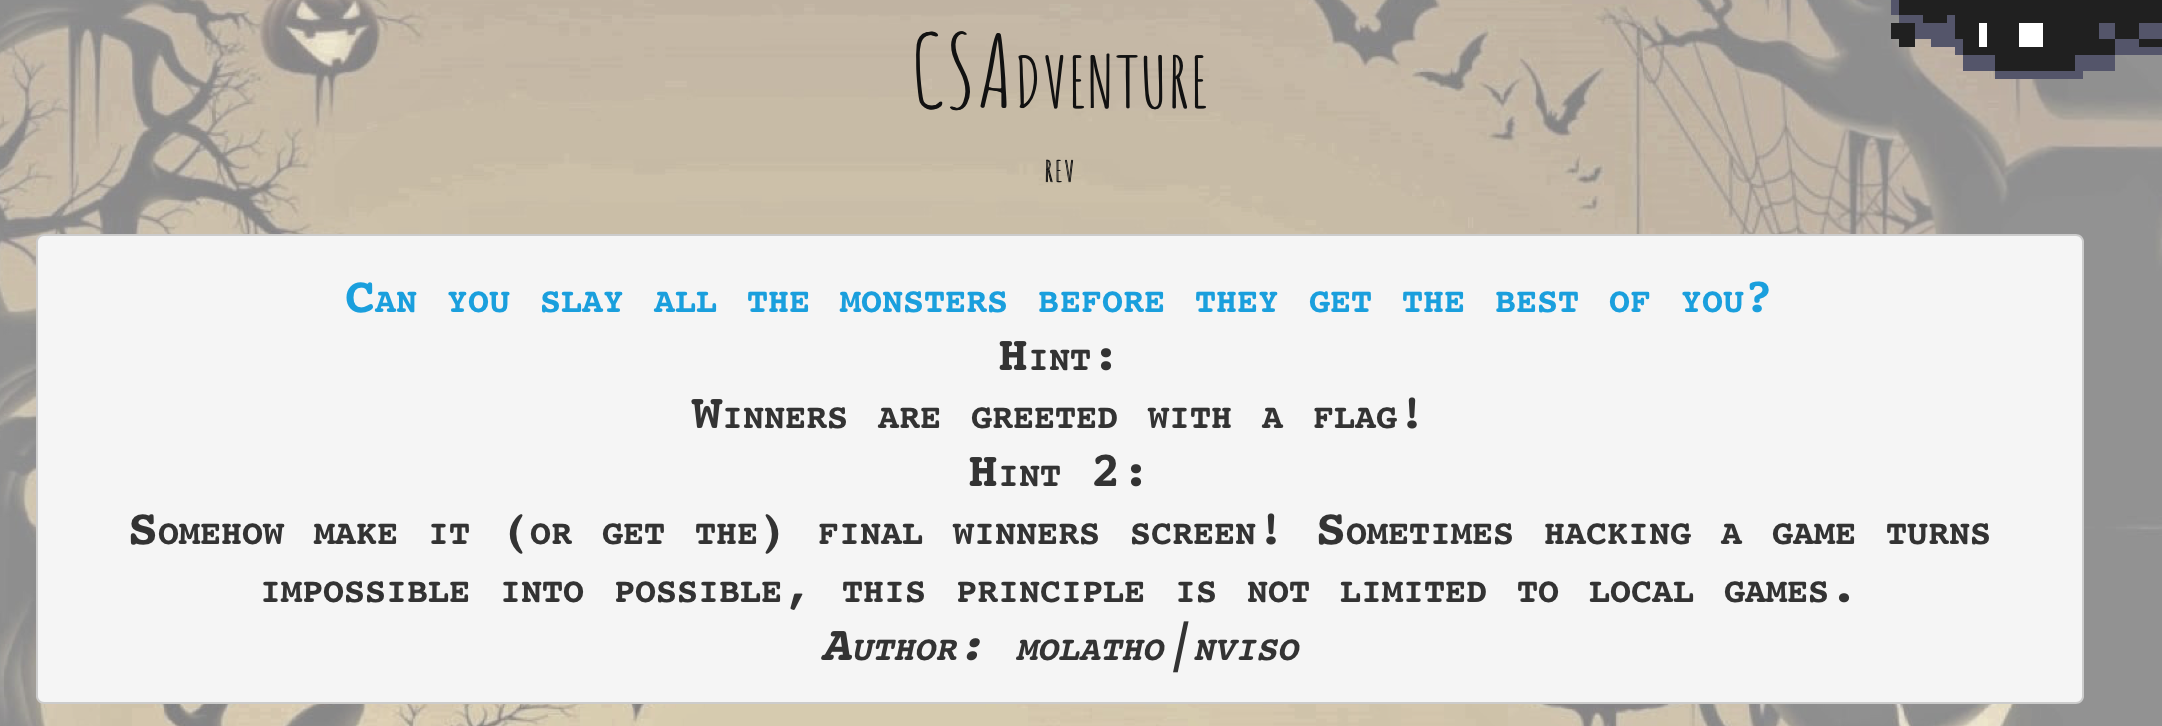 CSAdventure
rev
Can you slay all the monsters before they get the best of you?
Hint:
Winners are greeted with a flag!
Hint 2:
Somehow make it (or get the) final winners screen! Sometimes hacking a game turns
impossible into possible, this principle is not limited to local games.
Author: molatho|nviso